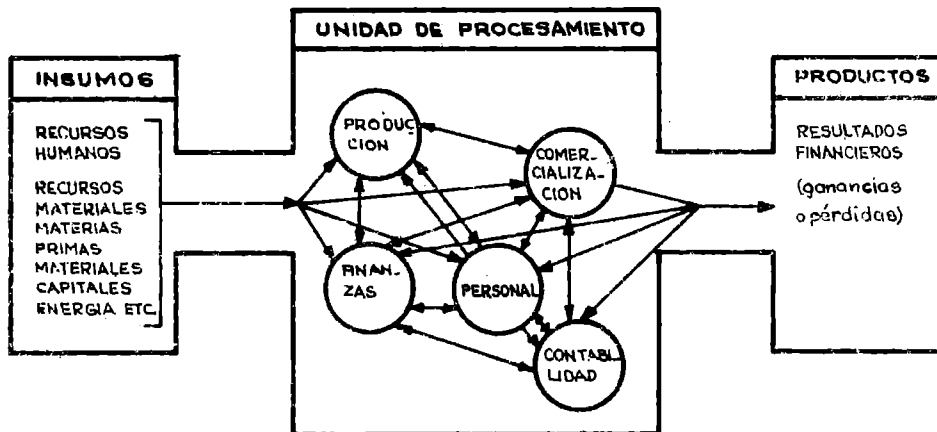 UNIDAD DE PROCESAMIENTO
INSUMOS
RECURSOS
HUMANOS
RECURSOS
MATERIALES
MATERIAS
PRIMAS
MATERIALES
CAPITALES
ENERGIA ETC
PRODUC
CION
COMER-
CIALIZA-
CION
FINAN-
ZAS
PERSONAL
CONTABI
LIDAD
PRODUCTOS
RESULTADOS
FINANCIEROS
(ganancias
o pérdidas)